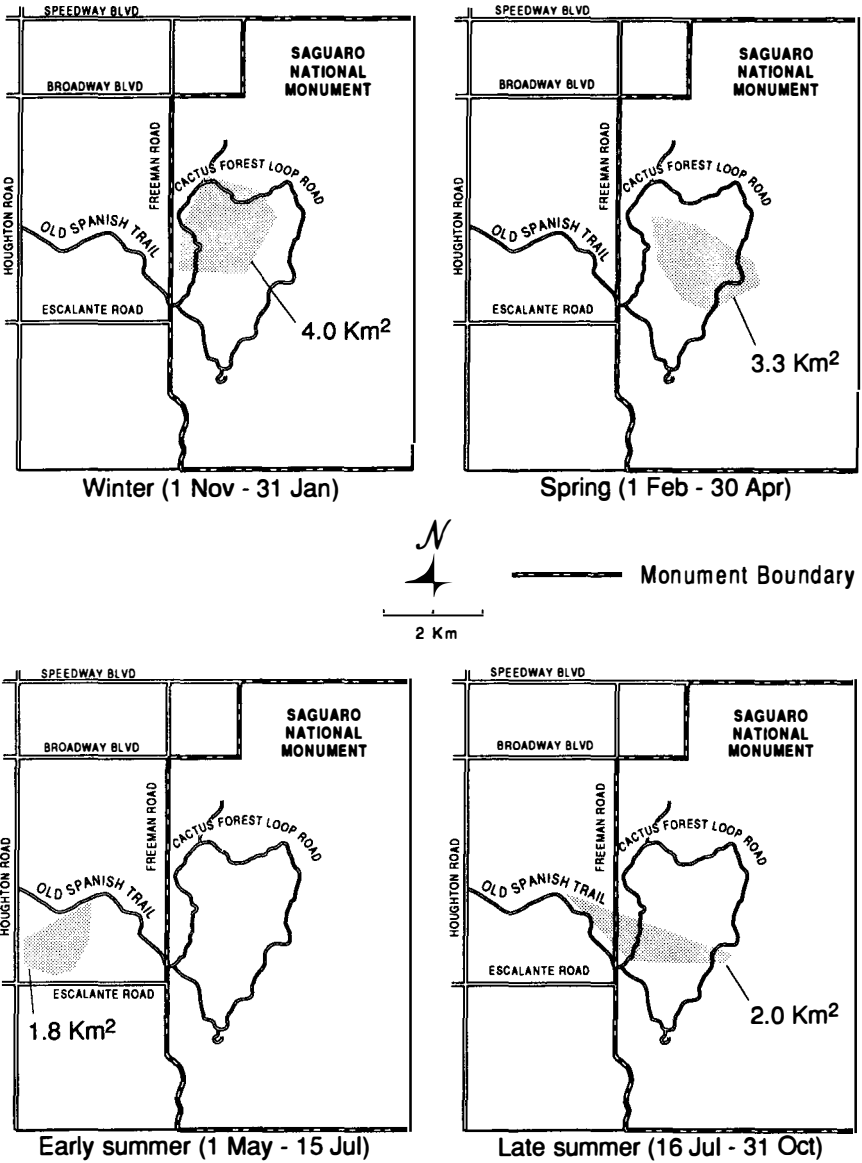 SPEEDWAY BLVD
SAGUARO
NATIONAL
MONUMENT
BROADWAY BLVD
FREEMAN ROAD
CACTUS FOREST LOOP ROAD
HOUGHTON ROAD
OLD SPANISH TRAIL
ESCALANTE ROAD
4.0 Km²
Winter (1 Nov - 31 Jan)
SPEEDWAY BLVD
SAGUARO
NATIONAL
MONUMENT
BROADWAY BLVD
FREEMAN ROAD
CACTUS FOREST LOOP ROAD
HOUGHTON ROAD
OLD SPANISH TRAIL
ESCALANTE ROAD
3.3 Km²
Spring (1 Feb - 30 Apr)
N
Monument Boundary
2 Km
SPEEDWAY BLVD
SAGUARO
NATIONAL
MONUMENT
BROADWAY BLVD
FREEMAN ROAD
CACTUS FOREST LOOP ROAD
HOUGHTON ROAD
OLD SPANISH TRAIL
ESCALANTE ROAD
1.8 Km²
Early summer (1 May - 15 Jul)
SPEEDWAY BLVD
SAGUARO
NATIONAL
MONUMENT
BROADWAY BLVD
FREEMAN ROAD
CACTUS FOREST LOOP ROAD
HOUGHTON ROAD
OLD SPANISH TRAIL
ESCALANTE ROAD
2.0 Km²
Late summer (16 Jul - 31 Oct)